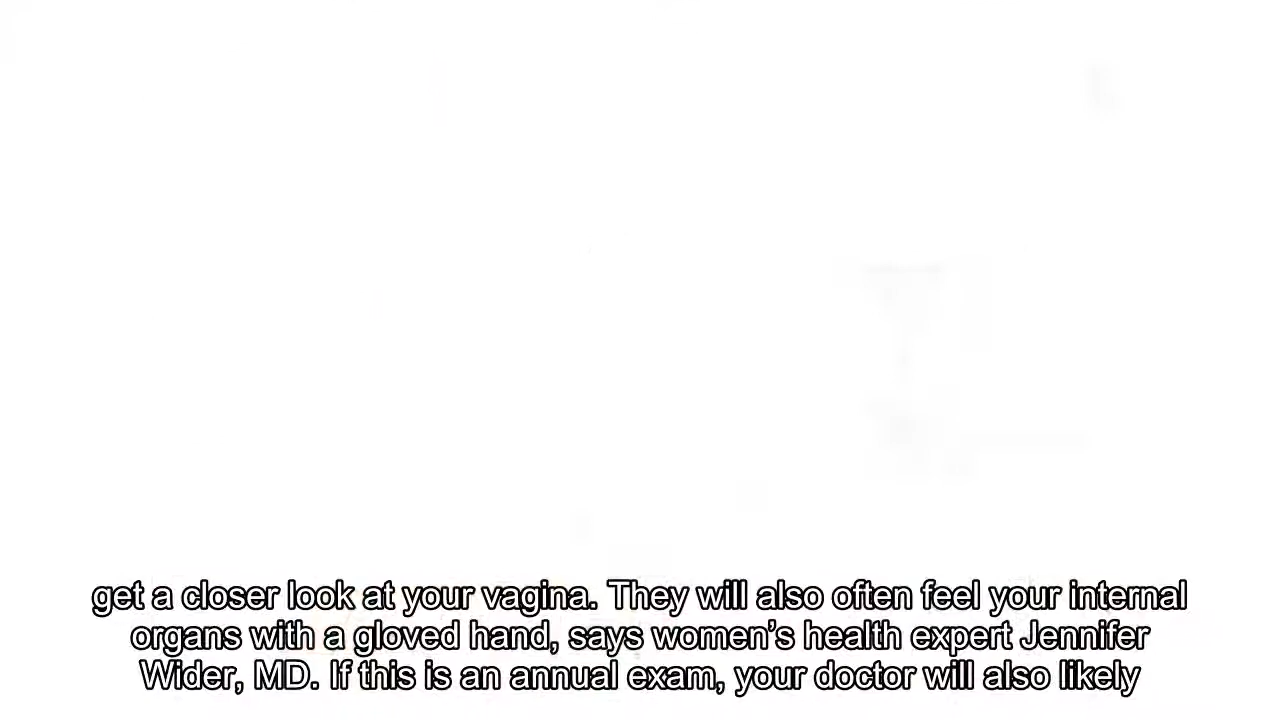 get a closer look at your vagina. They will also often feel your internal
organs with a gloved hand, says women’s health expert Jennifer
Wider, MD. If this is an annual exam, your doctor will also likely